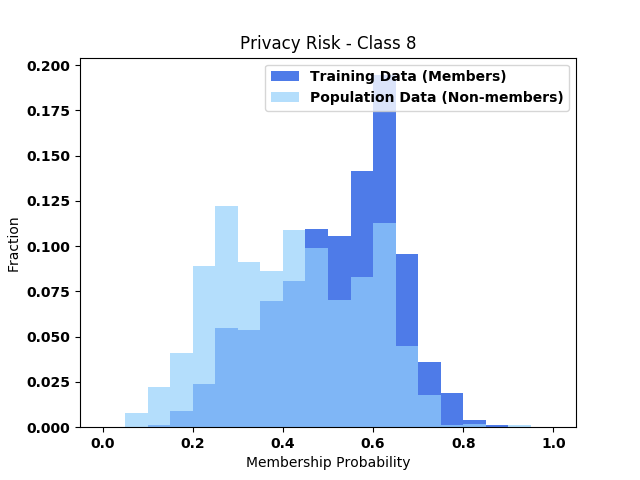 Privacy Risk - Class 8
Training Data (Members)
Population Data (Non-members)
0.200
0.175
0.150
0.125
0.100
0.075
0.050
0.025
0.000
Fraction
0.0 0.2 0.4 0.6 0.8 1.0
Membership Probability